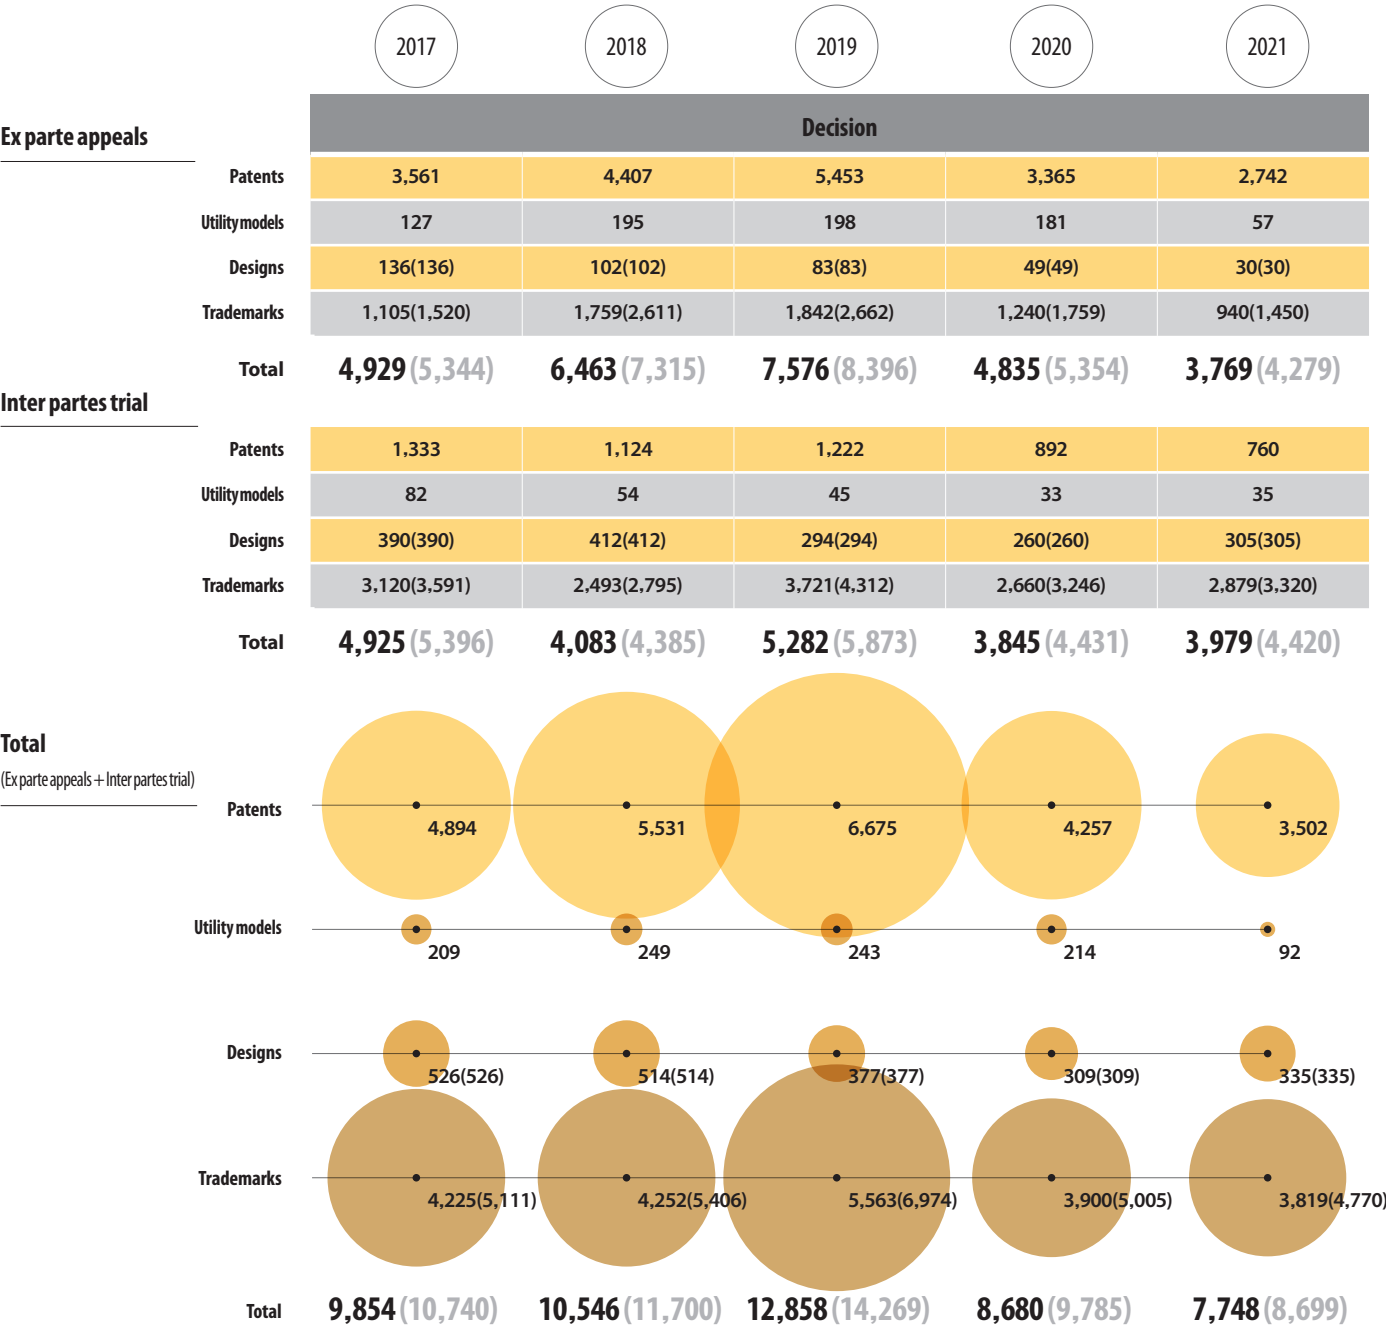 2017 2018 2019 2020 2021
Decision
Ex parte appeals
Patents 3,561 4,407 5,453 3,365 2,742
Utility models 127 195 198 181 57
Designs 136(136) 102(102) 83(83) 49(49) 30(30)
Trademarks 1,105(1,520) 1,759(2,611) 1,842(2,662) 1,240(1,759) 940(1,450)
Total 4,929 (5,344) 6,463 (7,315) 7,576 (8,396) 4,835 (5,354) 3,769 (4,279)
Inter partes trial
Patents 1,333 1,124 1,222 892 760
Utility models 82 54 45 33 35
Designs 390(390) 412(412) 294(294) 260(260) 305(305)
Trademarks 3,120(3,591) 2,493(2,795) 3,721(4,312) 2,660(3,246) 2,879(3,320)
Total 4,925 (5,396) 4,083 (4,385) 5,282 (5,873) 3,845 (4,431) 3,979 (4,420)
Total
(Ex parte appeals + Inter partes trial)
Patents 4,894 5,531 6,675 4,257 3,502
Utility models 209 249 243 214 92
Designs 526(526) 514(514) 377(377) 309(309) 335(335)
Trademarks 4,225(5,111) 4,252(5,406) 5,563(6,974) 3,900(5,005) 3,819(4,770)
Total 9,854 (10,740) 10,546 (11,700) 12,858 (14,269) 8,680 (9,785) 7,748 (8,699)